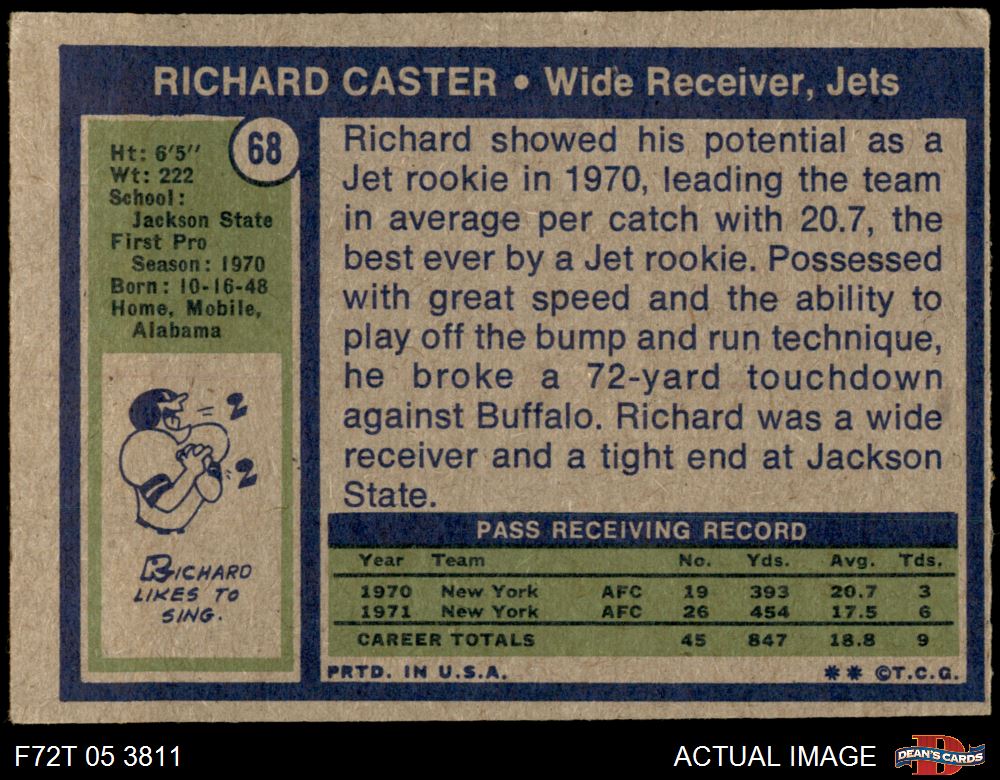 RICHARD CASTER • Wide Receiver, Jets
68
Ht: 6'5''
Wt: 222
School:
Jackson State
First Pro
Season: 1970
Born: 10-16-48
Home, Mobile,
Alabama
RICHARD
LIKES TO
SING.
Richard showed his potential as a
Jet rookie in 1970, leading the team
in average per catch with 20.7, the
best ever by a Jet rookie. Possessed
with great speed and the ability to
play off the bump and run technique,
he broke a 72-yard touchdown
against Buffalo. Richard was a wide
receiver and a tight end at Jackson
State.
PASS RECEIVING RECORD
Year Team No. Yds. Avg. Tds.
1970 New York AFC 19 393 20.7 3
1971 New York AFC 26 454 17.5 6
CAREER TOTALS 45 847 18.8 9
PRTD. IN U.S.A. ** ©T.C.G.
F72T 05 3811 ACTUAL IMAGE DEAN'S CARDS